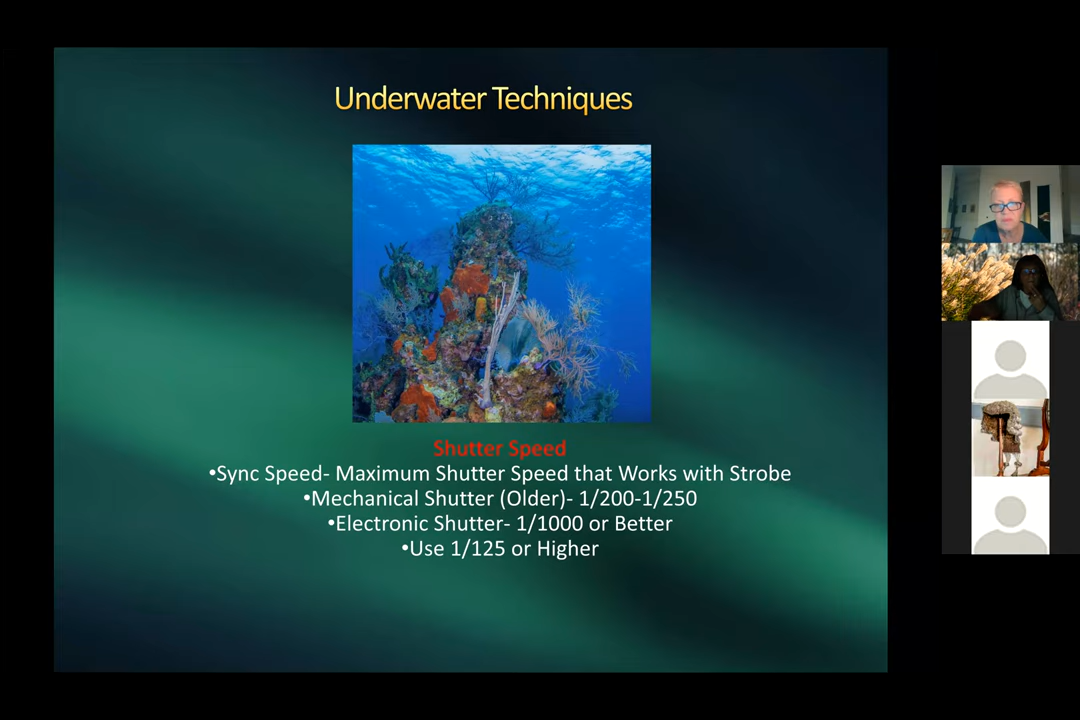 Underwater Techniques
Shutter Speed
•Sync Speed- Maximum Shutter Speed that Works with Strobe
•Mechanical Shutter (Older)- 1/200-1/250
•Electronic Shutter- 1/1000 or Better
•Use 1/125 or Higher